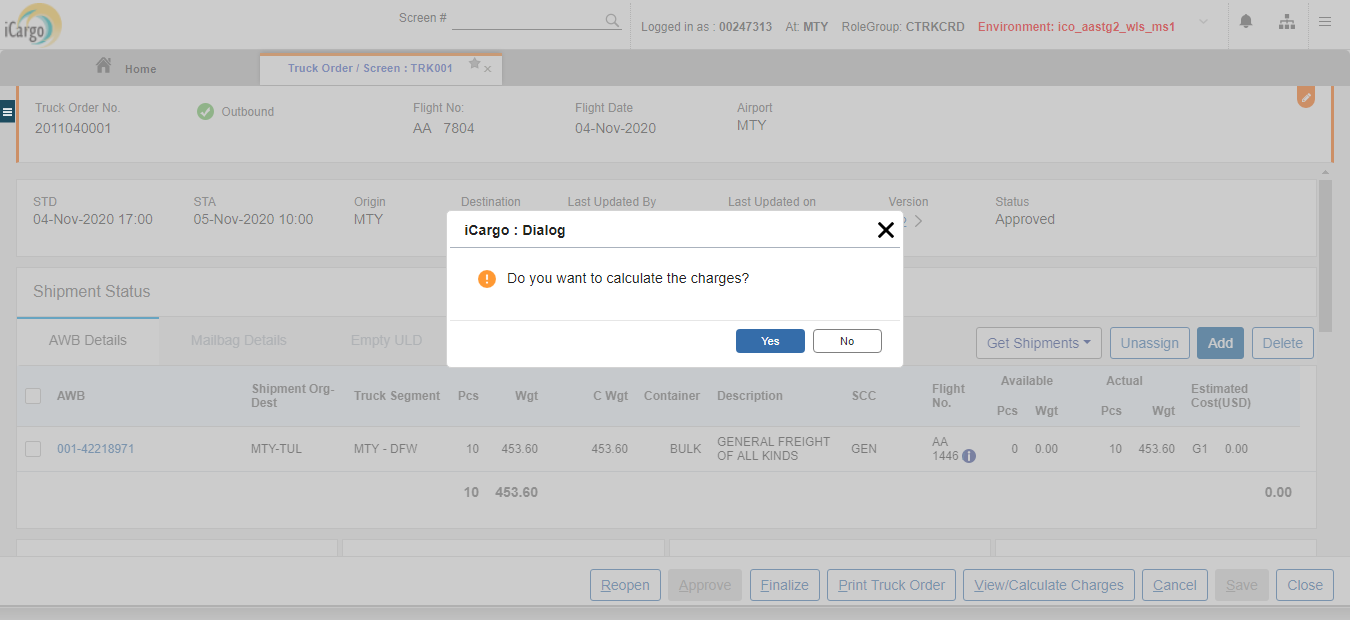 iCargo
Screen #
Logged in as : 00247313 At: MTY RoleGroup: CTRKCRD Environment: ico_aastg2_wls_ms1
Home
Truck Order / Screen : TRK001
Truck Order No.
2011040001
Outbound
Flight No:
AA 7804
Flight Date
04-Nov-2020
Airport
MTY
STD
04-Nov-2020 17:00
STA
05-Nov-2020 10:00
Origin
MTY
Destination
Last Updated By
Last Updated on
Version
2
Status
Approved
iCargo : Dialog
Do you want to calculate the charges?
Yes No
Shipment Status
AWB Details Mailbag Details Empty ULD
Get Shipments Unassign Add Delete
AWB
Shipment Org-
Dest
Truck Segment
Pcs
Wgt
C Wgt
Container
Description
SCC
Flight
No.
Available
Pcs Wgt
Actual
Pcs Wgt
Estimated
Cost(USD)
001-42218971
MTY-TUL
MTY - DFW
10
453.60
453.60
BULK
GENERAL FREIGHT
OF ALL KINDS
GEN
AA
1446
0 0.00
10 453.60
G1 0.00
10 453.60 0.00
Reopen Approve Finalize Print Truck Order View/Calculate Charges Cancel Save Close